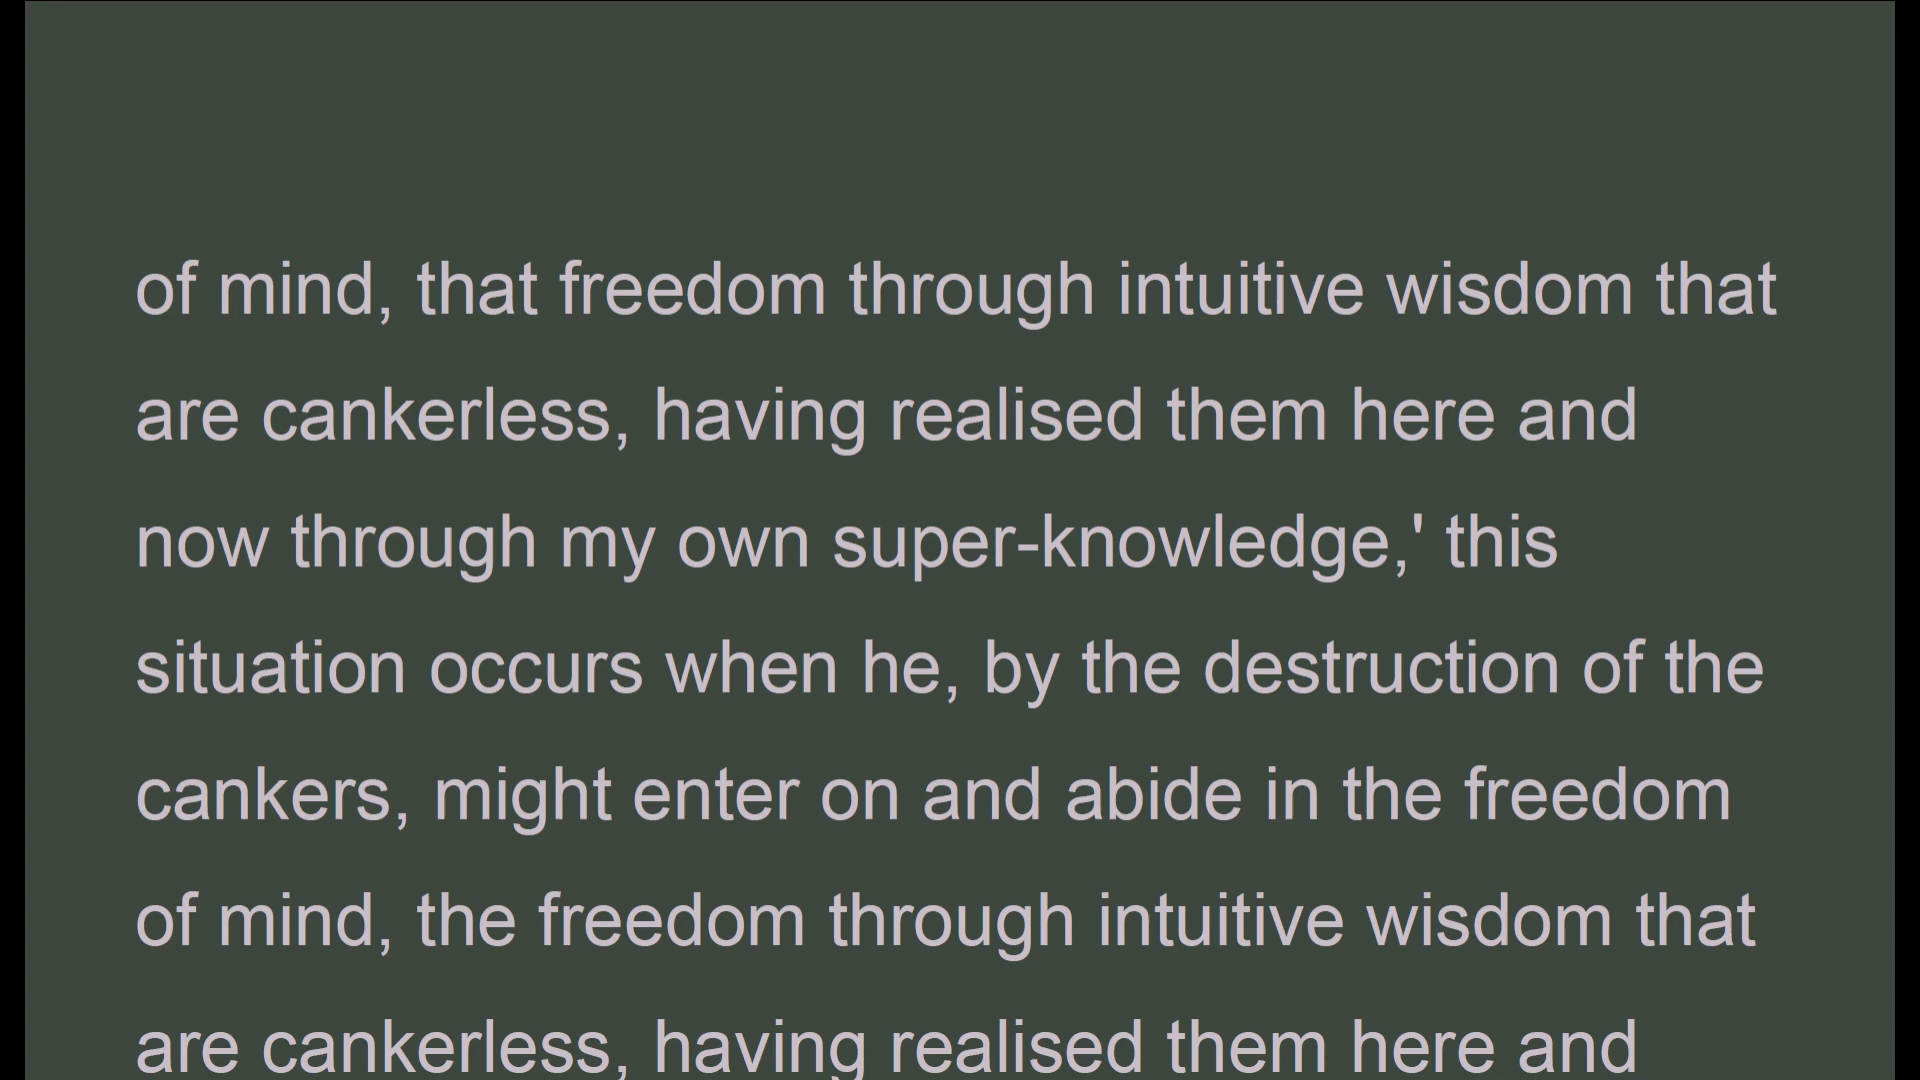 of mind, that freedom through intuitive wisdom that
are cankerless, having realised them here and
now through my own super-knowledge,' this
situation occurs when he, by the destruction of the
cankers, might enter on and abide in the freedom
of mind, the freedom through intuitive wisdom that
are cankerless, having realised them here and